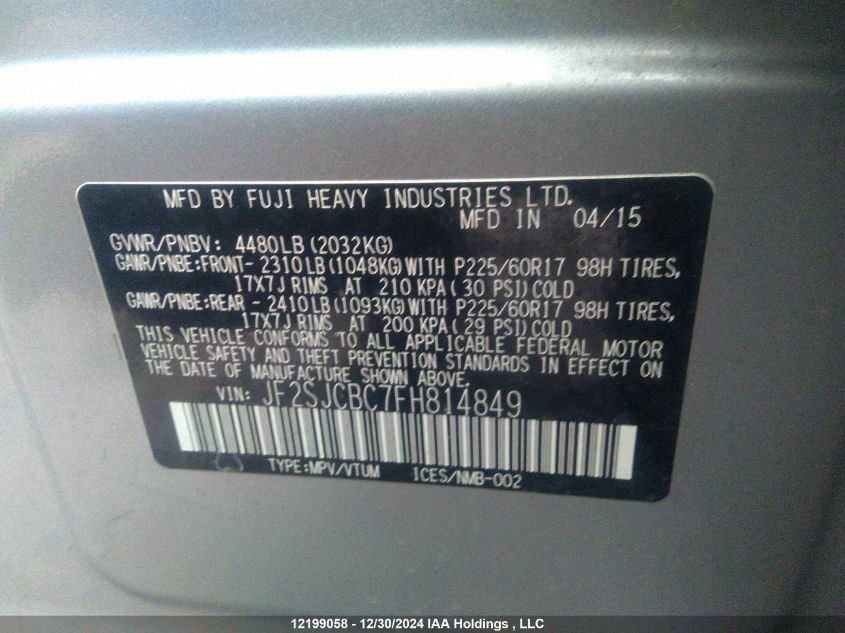 MFD BY FUJI HEAVY INDUSTRIES LTD.
MFD IN 04/15
GVWR/PNBV: 4480LB (2032KG)
GAWR/PNBE:FRONT- 2310LB (1048KG) WITH P225/60R17 98H TIRES,
17X7J RIMS AT 210 KPA (30 PSI) COLD
GAWR/PNBE:REAR - 2410LB (1093KG) WITH P225/60R17 98H TIRES,
17X7J RIMS AT 200 KPA (29 PSI) COLD
THIS VEHICLE CONFORMS TO ALL APPLICABLE FEDERAL MOTOR
VEHICLE SAFETY AND THEFT PREVENTION STANDARDS IN EFFECT ON
THE DATE OF MANUFACTURE SHOWN ABOVE.
VIN: JF2SJCBC7FH814849
TYPE:MPV/VTUM ICES/NMB-002
12199058 - 12/30/2024 IAA Holdings , LLC